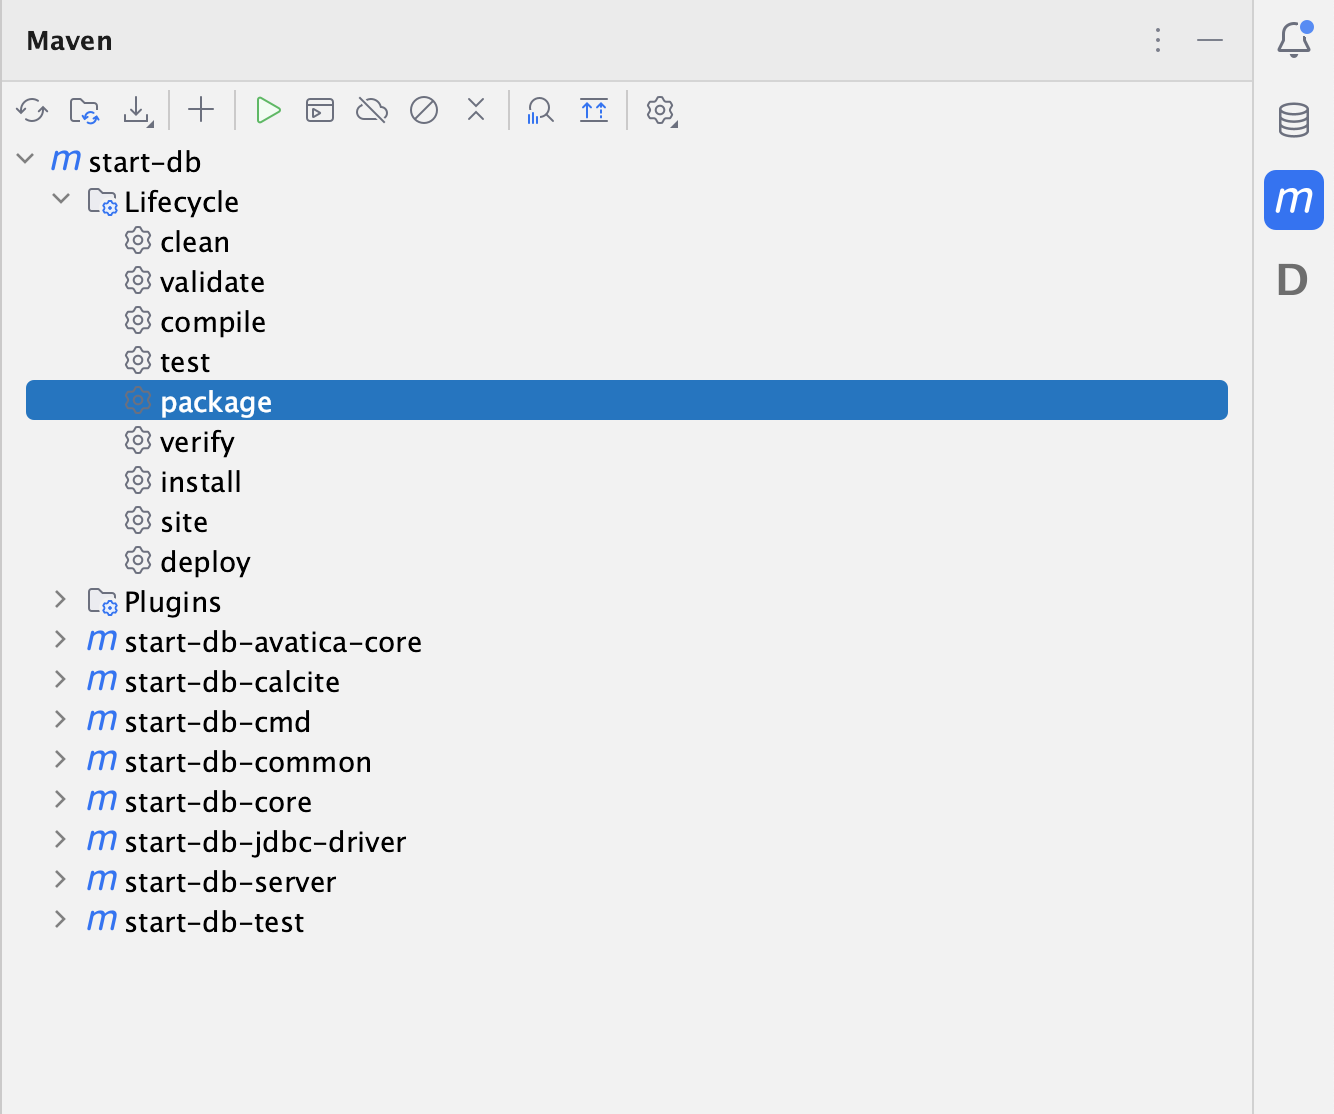 Maven
m start-db
Lifecycle
clean
validate
compile
test
package
verify
install
site
deploy
Plugins
m start-db-avatica-core
m start-db-calcite
m start-db-cmd
m start-db-common
m start-db-core
m start-db-jdbc-driver
m start-db-server
m start-db-test
m
D